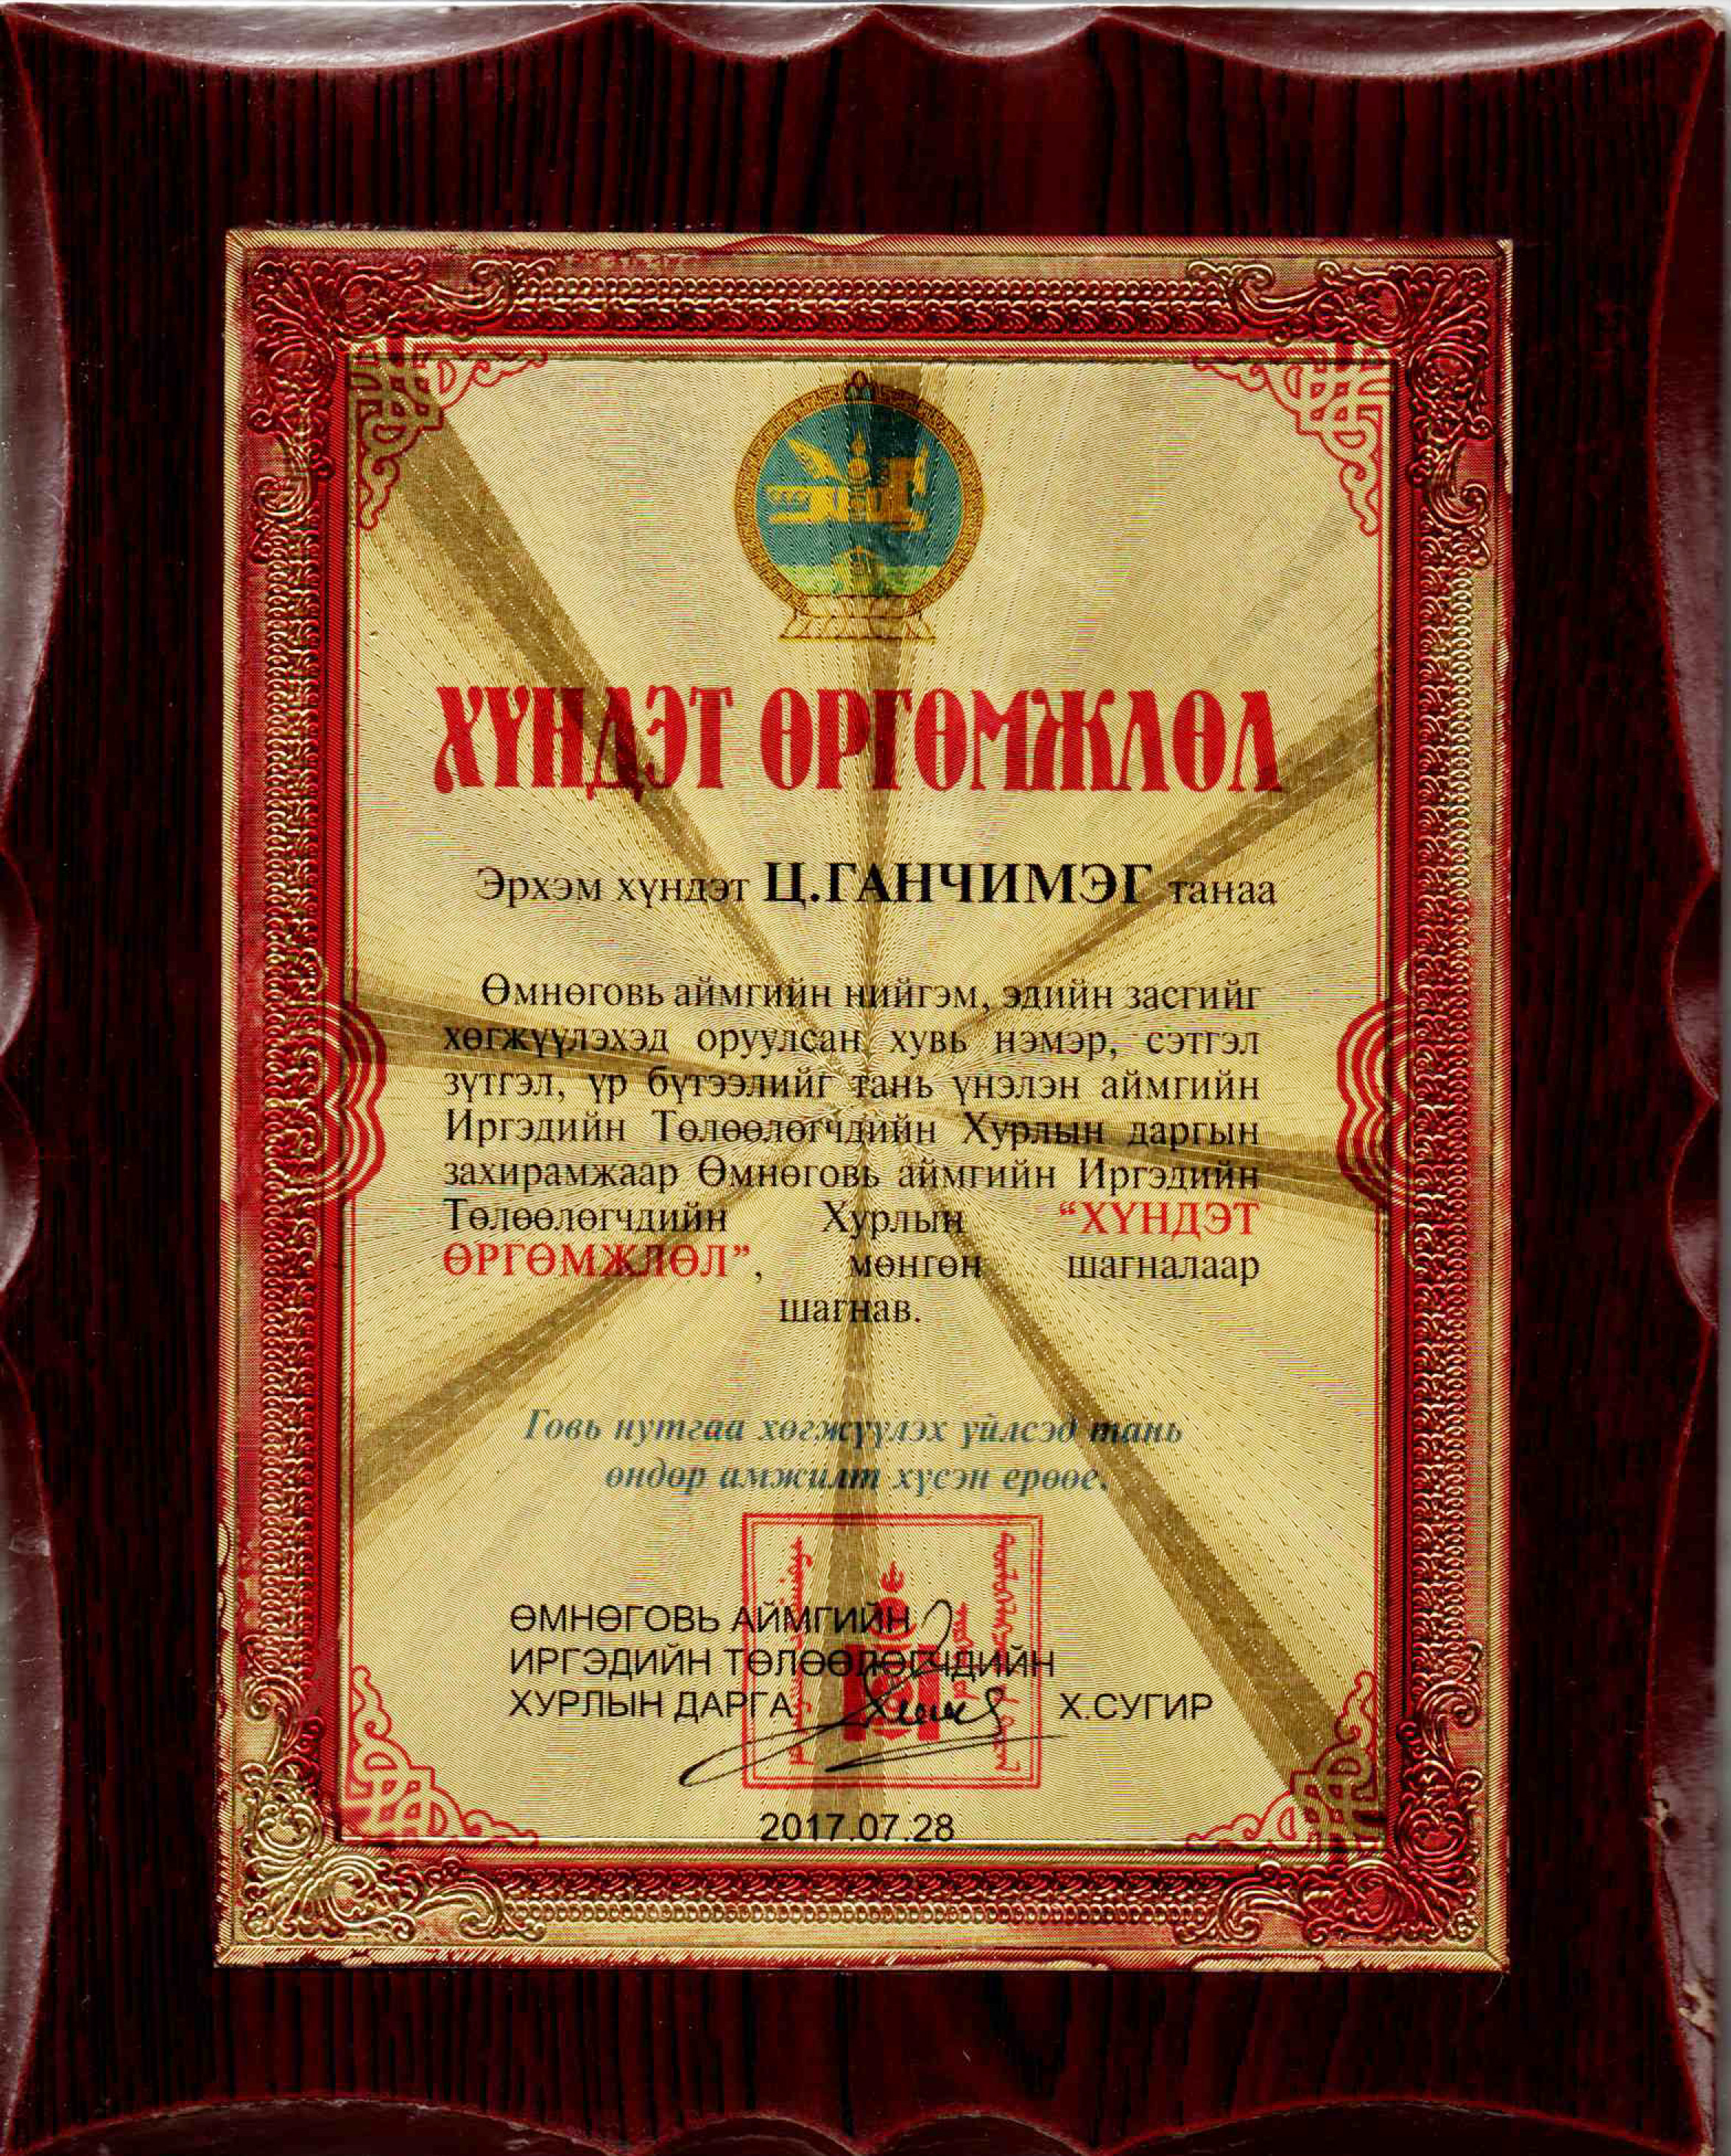 ХҮНДЭТ ӨРГӨМЖЛӨЛ
Эрхэм хүндэт Ц.ГАНЧИМЭГ танаа
Өмнөговь аймгийн нийгэм, эдийн засгийг
хөгжүүлэхэд оруулсан хувь нэмэр, сэтгэл
зүтгэл, үр бүтээлийг тань үнэлэн аймгийн
Иргэдийн Төлөөлөгчдийн Хурлын даргын
захирамжаар Өмнөговь аймгийн Иргэдийн
Төлөөлөгчдийн Хурлын “ХҮНДЭТ
ӨРГӨМЖЛӨЛ”, мөнгөн шагналаар
шагнав.
Говь нутгаа хөгжүүлэх үйлсэд тань
өндөр амжилт хүсэн ерөөе.
ӨМНӨГОВЬ АЙМГИЙН
ИРГЭДИЙН ТӨЛӨӨЛӨГЧДИЙН
ХУРЛЫН ДАРГА Х.СУГИР
2017.07.28